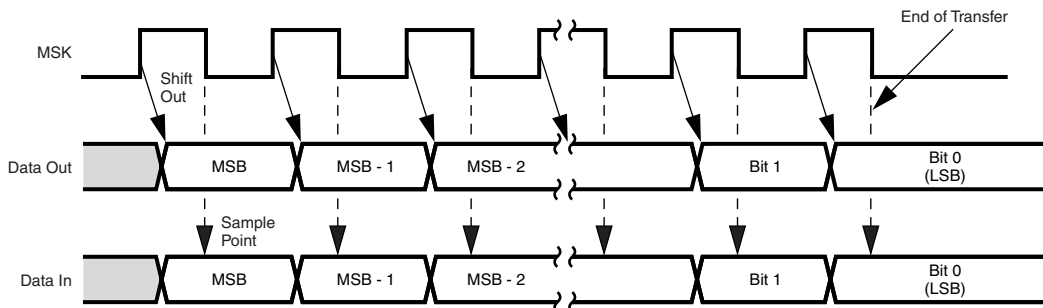 End of Transfer
MSK
Shift
Out
Data Out
MSB
MSB - 1
MSB - 2
Bit 1
Bit 0
(LSB)
Sample
Point
Data In
MSB
MSB - 1
MSB - 2
Bit 1
Bit 0
(LSB)